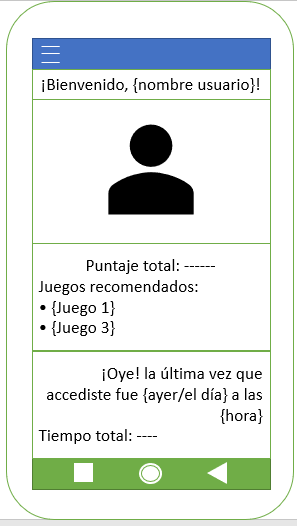 ¡Bienvenido, {nombre usuario}!
Puntaje total: ------
Juegos recomendados:
• {Juego 1}
• {Juego 3}
¡Oye! la última vez que
accediste fue {ayer/el día} a las
{hora}
Tiempo total: ----